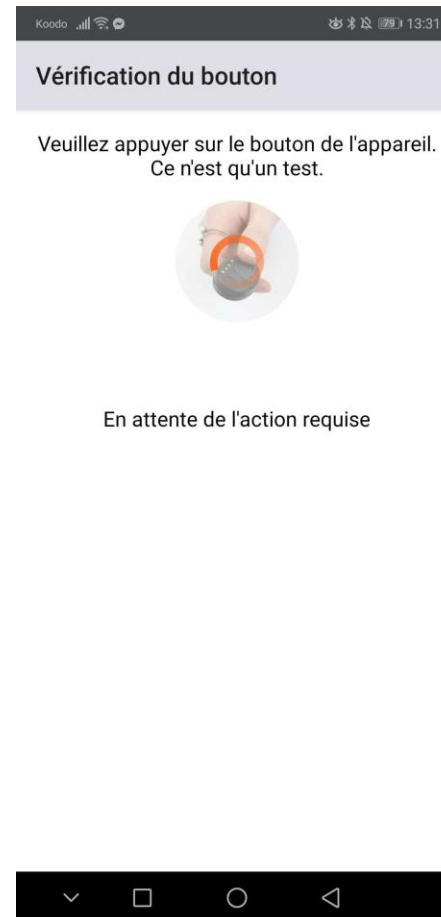 Koodo 79 13:31
Vérification du bouton
Veuillez appuyer sur le bouton de l'appareil.
Ce n'est qu'un test.
En attente de l'action requise